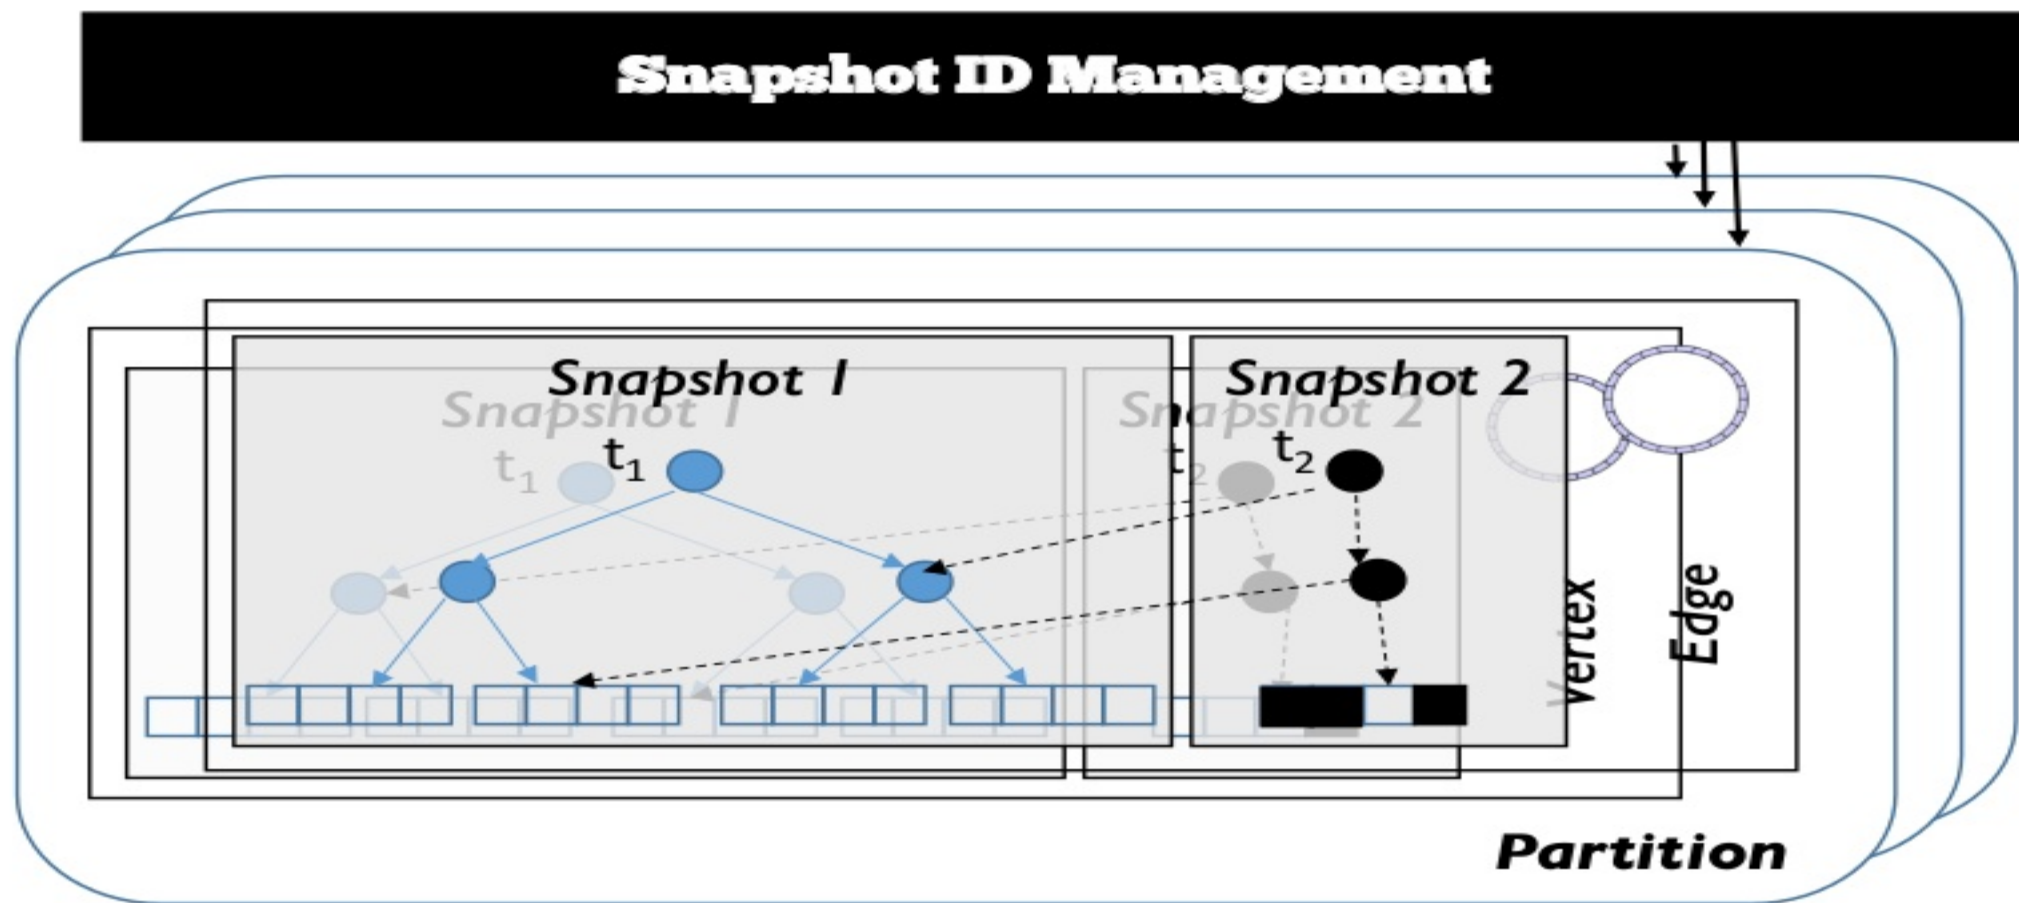 Snapshot ID Management
Snapshot 1
Snapshot 2
Snapshot 1
Snapshot 2
t1
t1
t2
t2
Vertex
Edge
Partition